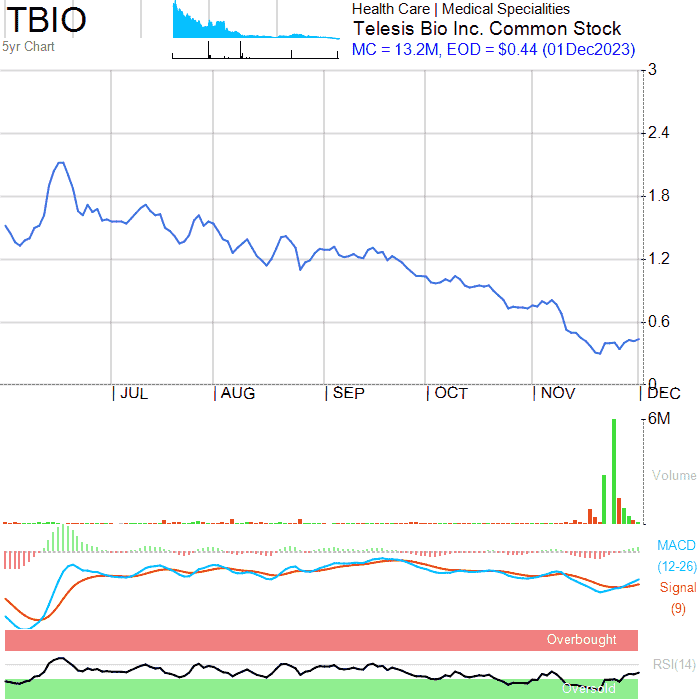 TBIO
5yr Chart
Health Care | Medical Specialities
Telesis Bio Inc. Common Stock
MC = 13.2M, EOD = $0.44 (01Dec2023)
3
2.4
1.8
1.2
0.6
0
JUL AUG SEP OCT NOV DEC
6M
Volume
MACD
(12-26)
Signal
(9)
Overbought
RSI(14)
Oversold